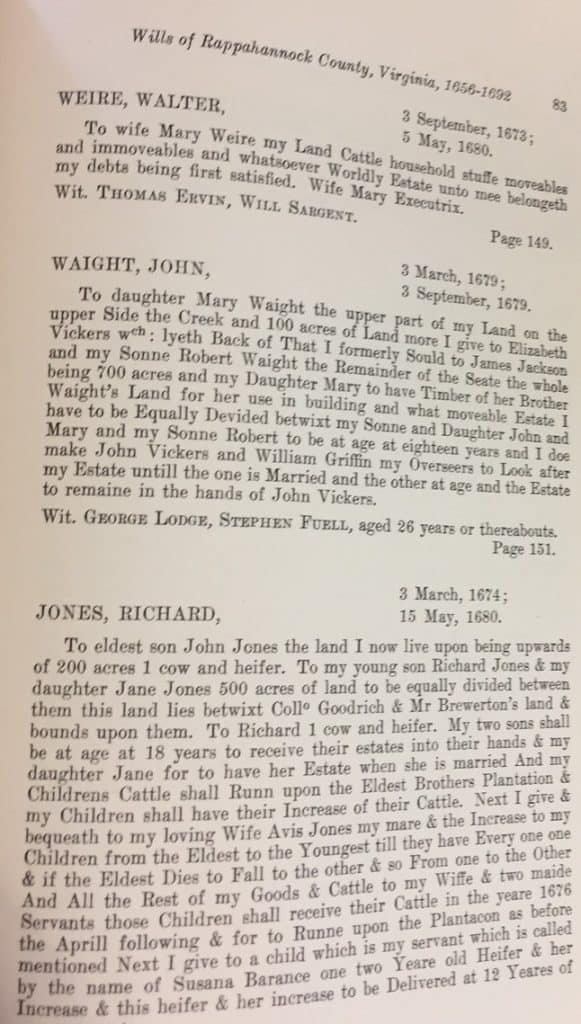 Wills of Rappahannock County, Virginia, 1656-1692 83
WEIRE, WALTER,
3 September, 1673;
5 May, 1680.
To wife Mary Weire my Land Cattle household stuffe moveables
and immoveables and whatsoever Worldly Estate unto mee belongeth
my debts being first satisfied. Wife Mary Executrix.
Wit. THOMAS ERVIN, WILL SARGENT.
Page 149.
WAIGHT, JOHN,
3 March, 1679;
3 September, 1679.
To daughter Mary Waight the upper part of my Land on the
upper Side the Creek and 100 acres of Land more I give to Elizabeth
Vickers wch: lyeth Back of That I formerly Sould to James Jackson
and my Sonne Robert Waight the Remainder of the Seate the whole
being 700 acres and my Daughter Mary to have Timber of her Brother
Waight's Land for her use in building and what moveable Estate I
have to be Equally Devided betwixt my Sonne and Daughter John and
Mary and my Sonne Robert to be at age at eighteen years and I doe
make John Vickers and William Griffin my Overseers to Look after
my Estate untill the one is Married and the other at age and the Estate
to remaine in the hands of John Vickers.
Wit. GEORGE LODGE, STEPHEN FUELL, aged 26 years or thereabouts.
Page 151.
3 March, 1674;
JONES, RICHARD, 15 May, 1680.
To eldest son John Jones the land I now live upon being upwards
of 200 acres 1 cow and heifer. To my young son Richard Jones & my
daughter Jane Jones 500 acres of land to be equally divided between
them this land lies betwixt Collo Goodrich & Mr Brewerton's land &
bounds upon them. To Richard 1 cow and heifer. My two sons shall
be at age at 18 years to receive their estates into their hands & my
daughter Jane for to have her Estate when she is married And my
Childrens Cattle shall Runn upon the Eldest Brothers Plantation &
my Children shall have their Increase of their Cattle. Next I give &
bequeath to my loving Wife Avis Jones my mare & the Increase to my
Children from the Eldest to the Youngest till they have Every one one
& if the Eldest Dies to Fall to the other & so From one to the Other
And All the Rest of my Goods & Cattle to my Wiffe & two maide
Servants those Children shall receive their Cattle in the yeare 1676
the Aprill following & for to Runne upon the Plantacon as before
mentioned Next I give to a child which is my servant which is called
by the name of Susana Barance one two Yeare old Heifer & her
Increase & this heifer & her increase to be Delivered at 12 Yeares of